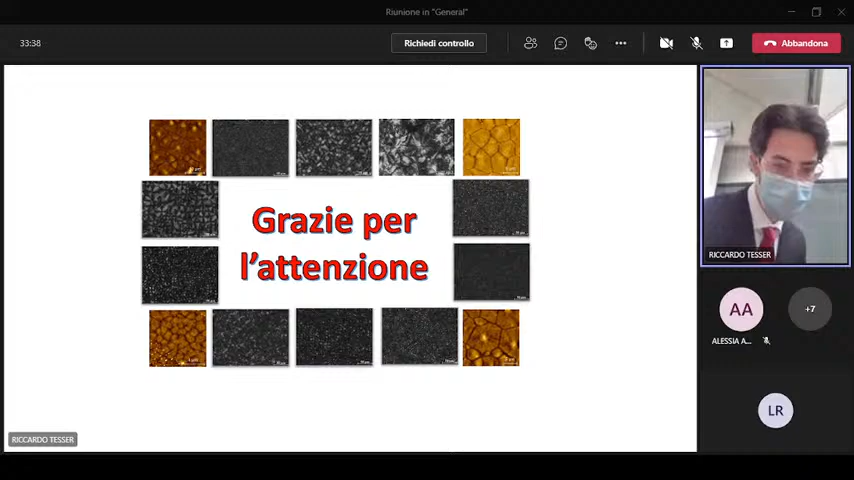 Riunione in "General"
33:38
Richiedi controllo
Abbandona
Grazie per
l'attenzione
RICCARDO TESSER
AA
+7
ALESSIA A...
LR
RICCARDO TESSER